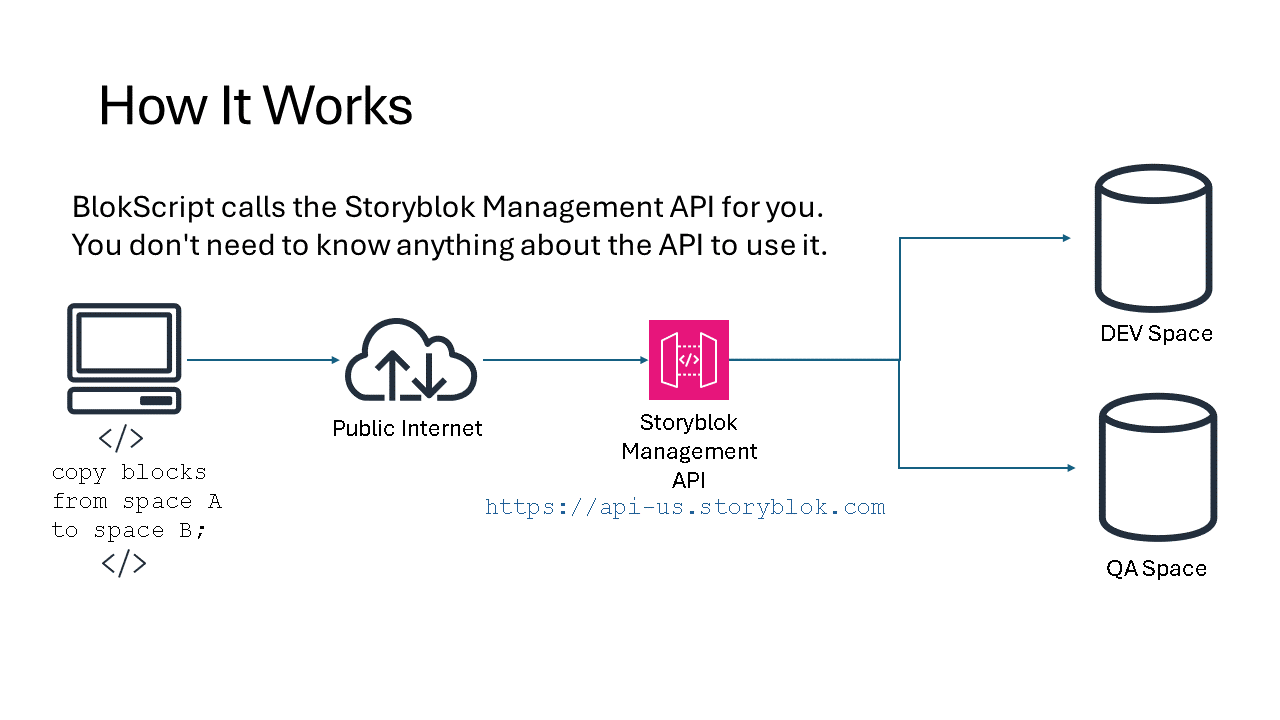 How It Works
BlokScript calls the Storyblok Management API for you.
You don't need to know anything about the API to use it.
</>
copy blocks
from space A
to space B;
</>
Public Internet
</>
Storyblok
Management
API
https://api-us.storyblok.com
DEV Space
QA Space